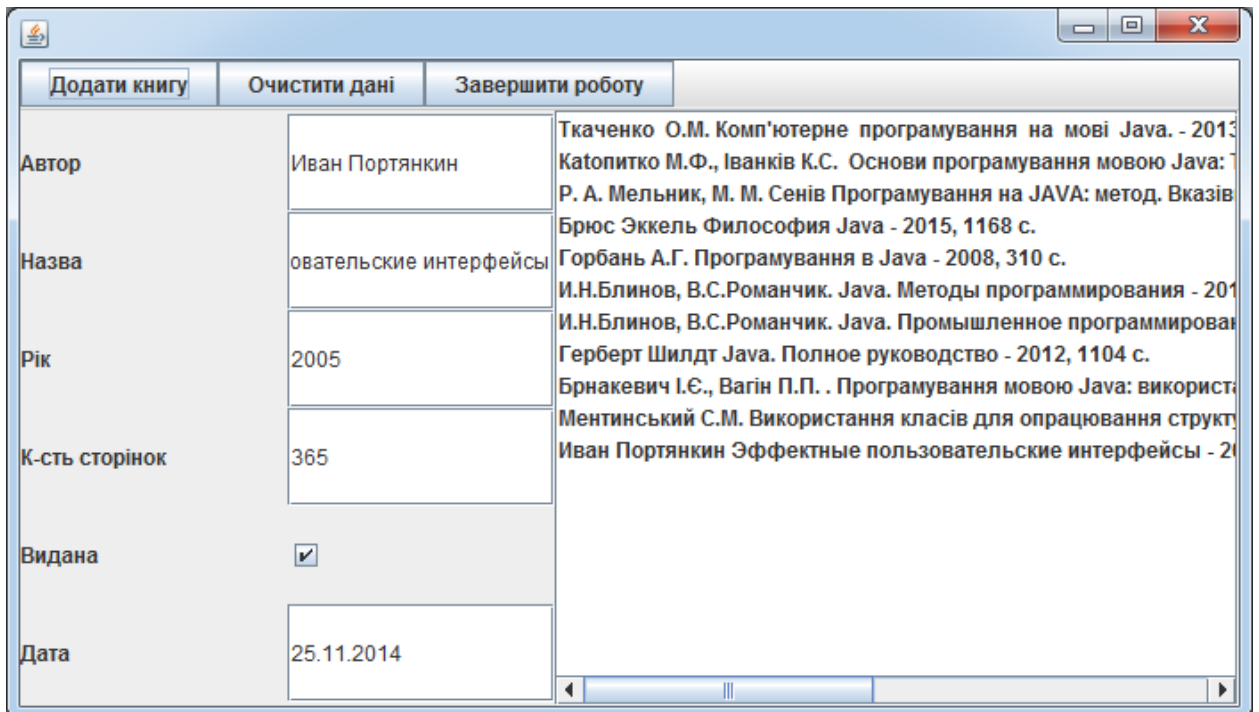 Додати книгу Очистити дані Завершити роботу
Автор
Иван Портянкин
Назва
овательские интерфейсы
Рік
2005
К-сть сторінок
365
Видана
Дата
25.11.2014
Ткаченко О.М. Комп'ютерне програмування на мові Java. - 2013
Каtопитко М.Ф., Іванків К.С. Основи програмування мовою Java:
Р. А. Мельник, М. М. Сенів Програмування на JAVA: метод. Вказів
Брюс Эккель Философия Java - 2015, 1168 с.
Горбань А.Г. Програмування в Java - 2008, 310 с.
И.Н.Блинов, В.С.Романчик. Java. Методы программирования - 201
И.Н.Блинов, В.С.Романчик. Java. Промышленное программирован
Герберт Шилдт Java. Полное руководство - 2012, 1104 с.
Брнакевич І.Є., Вагін П.П. . Програмування мовою Java: використа
Ментинський С.М. Використання класів для опрацювання структу
Иван Портянкин Эффектные пользовательские интерфейсы - 20